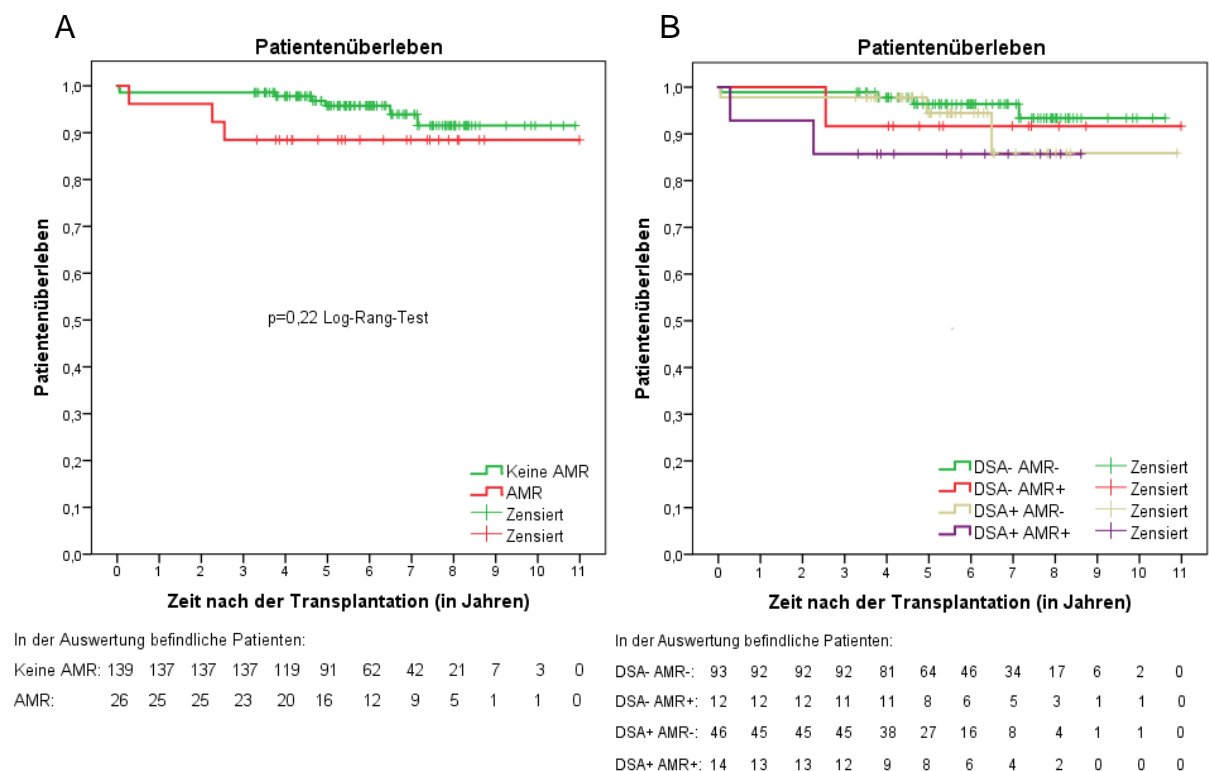 A
Patientenüberleben
Patientenüberleben
1,0
0,9
0,8
0,7
0,6
0,5
0,4
0,3
0,2
0,1
0,0
p=0,22 Log-Rang-Test
Keine AMR
AMR
Zensiert
Zensiert
0 1 2 3 4 5 6 7 8 9 10 11
Zeit nach der Transplantation (in Jahren)
In der Auswertung befindliche Patienten:
Keine AMR: 139 137 137 137 119 91 62 42 21 7 3 0
AMR: 26 25 25 23 20 16 12 9 5 1 1 0
B
Patientenüberleben
Patientenüberleben
1,0
0,9
0,8
0,7
0,6
0,5
0,4
0,3
0,2
0,1
0,0
DSA- AMR- Zensiert
DSA- AMR+ Zensiert
DSA+ AMR- Zensiert
DSA+ AMR+ Zensiert
0 1 2 3 4 5 6 7 8 9 10 11
Zeit nach der Transplantation (in Jahren)
In der Auswertung befindliche Patienten:
DSA- AMR-: 93 92 92 92 81 64 46 34 17 6 2 0
DSA- AMR+: 12 12 12 11 11 8 6 5 3 1 1 0
DSA+ AMR-: 46 45 45 45 38 27 16 8 4 1 1 0
DSA+ AMR+: 14 13 13 12 9 8 6 4 2 0 0 0